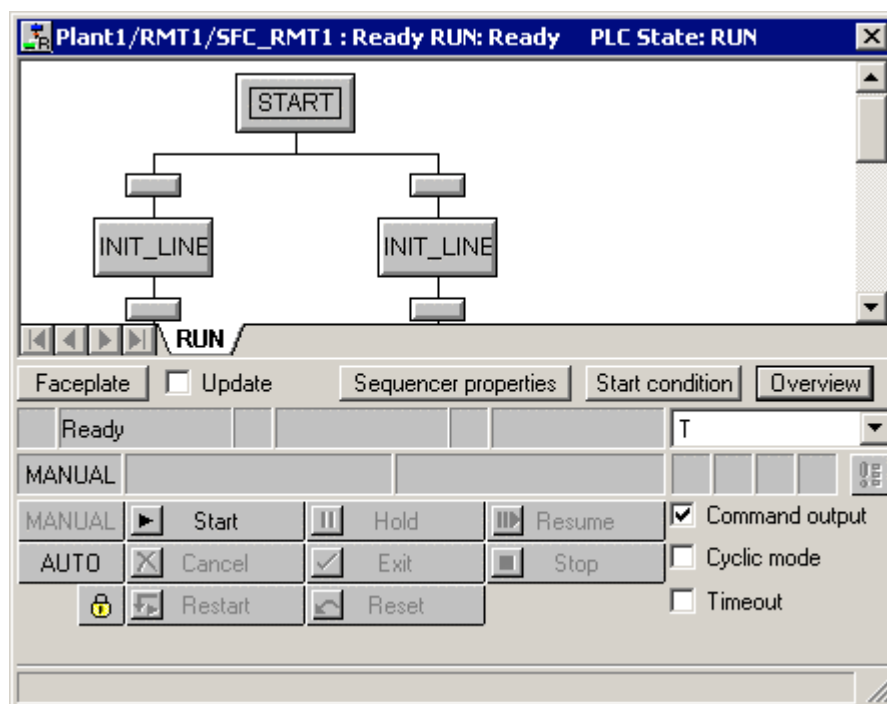 Plant1/RMT1/SFC_RMT1 : Ready RUN: Ready PLC State: RUN
START
INIT_LINE INIT_LINE
RUN
Faceplate Update Sequencer properties Start condition Overview
Ready T
MANUAL
MANUAL Start Hold Resume Command output
AUTO Cancel Exit Stop Cyclic mode
Restart Reset Timeout